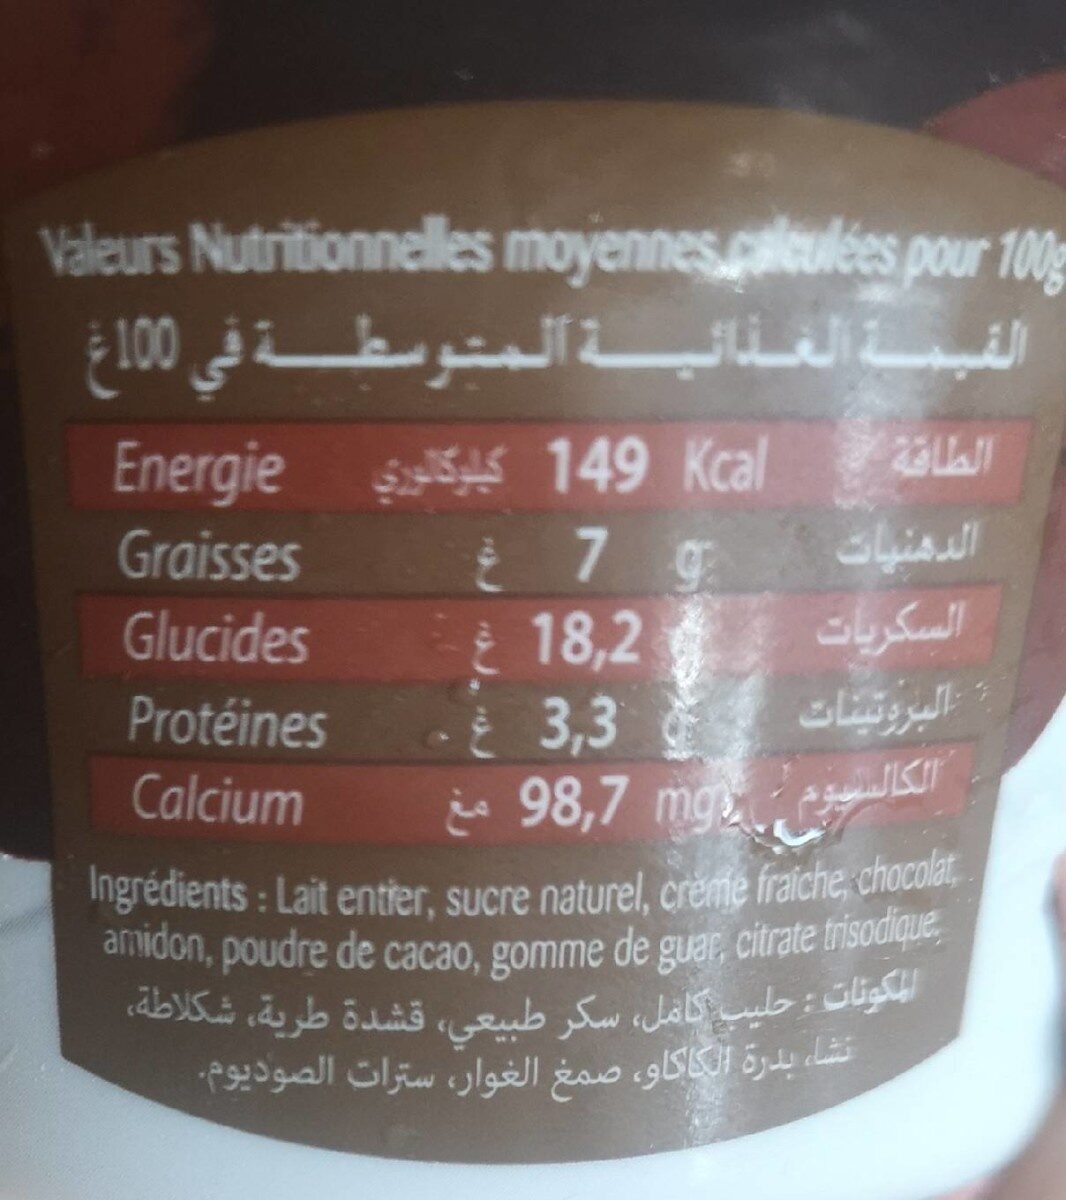 Valeurs Nutritionnelles moyennes calculées pour 100g
القيمة الغذائية المتوسطة في 100غ
Energie كيلوكالوري 149 Kcal الطاقة
Graisses غ 7 g الدهنيات
Glucides غ 18,2 g السكريات
Protéines غ 3,3 g البروتينات
Calcium مغ 98,7 mg الكالسيوم
Ingrédients : Lait entier, sucre naturel, crème fraîche, chocolat,
amidon, poudre de cacao, gomme de guar, citrate trisodique.
المكونات : حليب كامل، سكر طبيعي، قشدة طرية، شكلاطة،
نشاء، بدرة الكاكاو، صمغ الغوار، سترات الصوديوم.